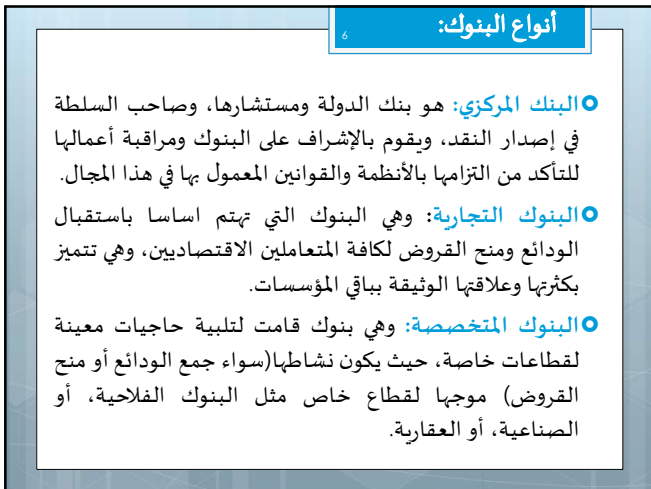 أنواع البنوك:
6
البنك المركزي: هو بنك الدولة ومستشارها، وصاحب السلطة
في إصدار النقد، ويقوم بالإشراف على البنوك ومراقبة أعمالها
للتأكد من التزامها بالأنظمة والقوانين المعمول بها في هذا المجال.
البنوك التجارية: وهي البنوك التي تهتم اساسا باستقبال
الودائع ومنح القروض لكافة المتعاملين الاقتصاديين، وهي تتميز
بكثرتها وعلاقتها الوثيقة بباقي المؤسسات.
البنوك المتخصصة: وهي بنوك قامت لتلبية حاجيات معينة
لقطاعات خاصة، حيث يكون نشاطها(سواء جمع الودائع أو منح
القروض) موجها لقطاع خاص مثل البنوك الفلاحية، أو
الصناعية، أو العقارية.